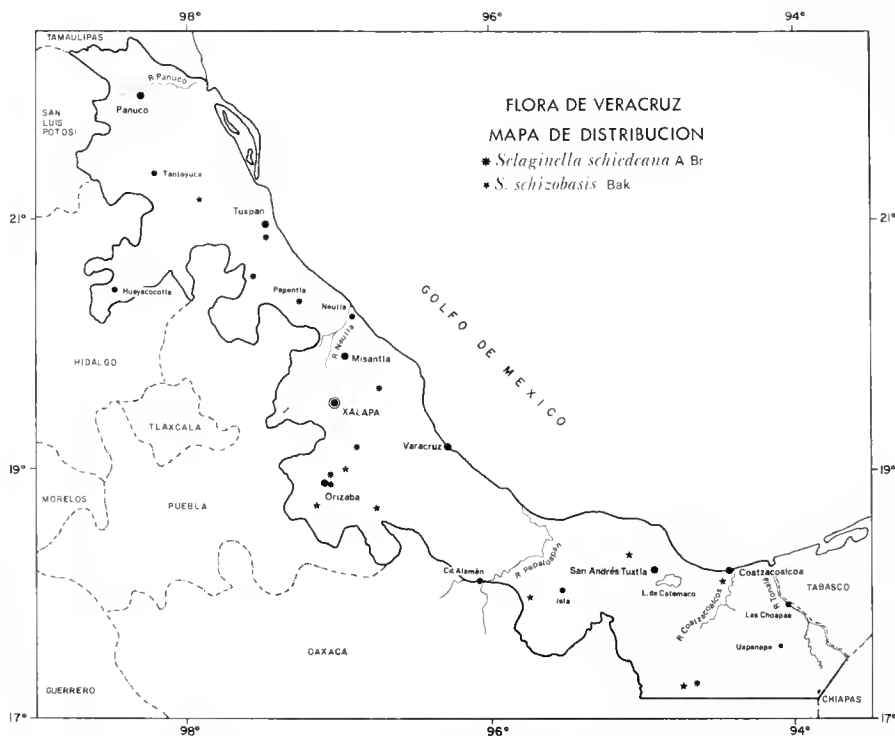 98° 96° 94°
TAMAULIPAS
R Panuco
Panuco
FLORA DE VERACRUZ
MAPA DE DISTRIBUCION
Selaginella schiedeana A Br
S. schizobasis Bak
SAN
LUIS
POTOSI
Tantoyuca
21° 21°
Tuxpan
Huayacocotla
Papantla
Nautla
R Nautla
GOLFO DE MEXICO
HIDALGO
Misantla
XALAPA
TLAXCALA
Veracruz
19° 19°
MORELOS
PUEBLA
Orizaba
Cd. Alemán
R Papaloapán
San Andrés Tuxtla
L. de Catemaco
Coatzacoalcos
R Coatzacoalcos
R Tonalá
TABASCO
Isla
Las Choapas
Uxpanapa
OAXACA
GUERRERO
CHIAPAS
17° 17°
98° 96° 94°